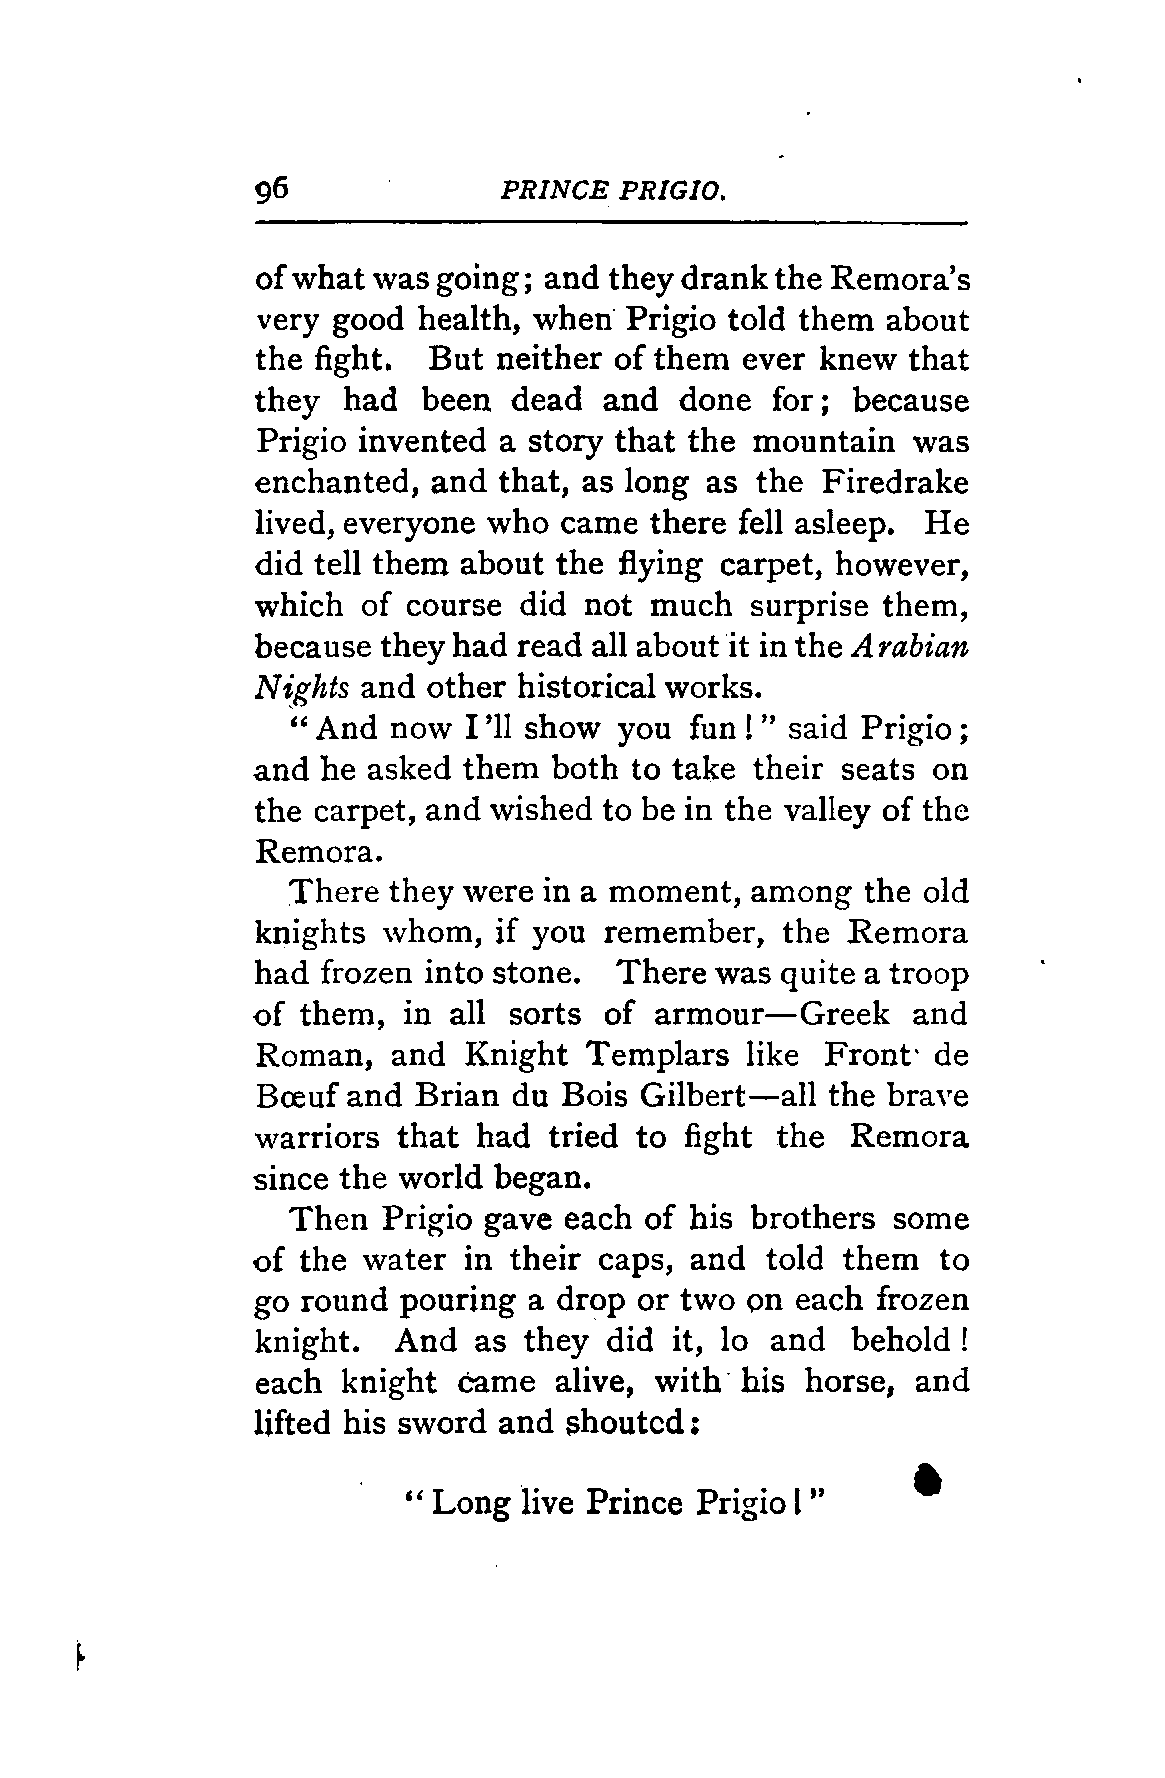 96 PRINCE PRIGIO.
of what was going; and they drank the Remora's
very good health, when Prigio told them about
the fight. But neither of them ever knew that
they had been dead and done for; because
Prigio invented a story that the mountain was
enchanted, and that, as long as the Firedrake
lived, everyone who came there fell asleep. He
did tell them about the flying carpet, however,
which of course did not much surprise them,
because they had read all about it in the Arabian
Nights and other historical works.
"And now I'll show you fun!" said Prigio;
and he asked them both to take their seats on
the carpet, and wished to be in the valley of the
Remora.
There they were in a moment, among the old
knights whom, if you remember, the Remora
had frozen into stone. There was quite a troop
of them, in all sorts of armour—Greek and
Roman, and Knight Templars like Front de
Bœuf and Brian du Bois Gilbert—all the brave
warriors that had tried to fight the Remora
since the world began.
Then Prigio gave each of his brothers some
of the water in their caps, and told them to
go round pouring a drop or two on each frozen
knight. And as they did it, lo and behold!
each knight came alive, with his horse, and
lifted his sword and shouted:
"Long live Prince Prigio!"